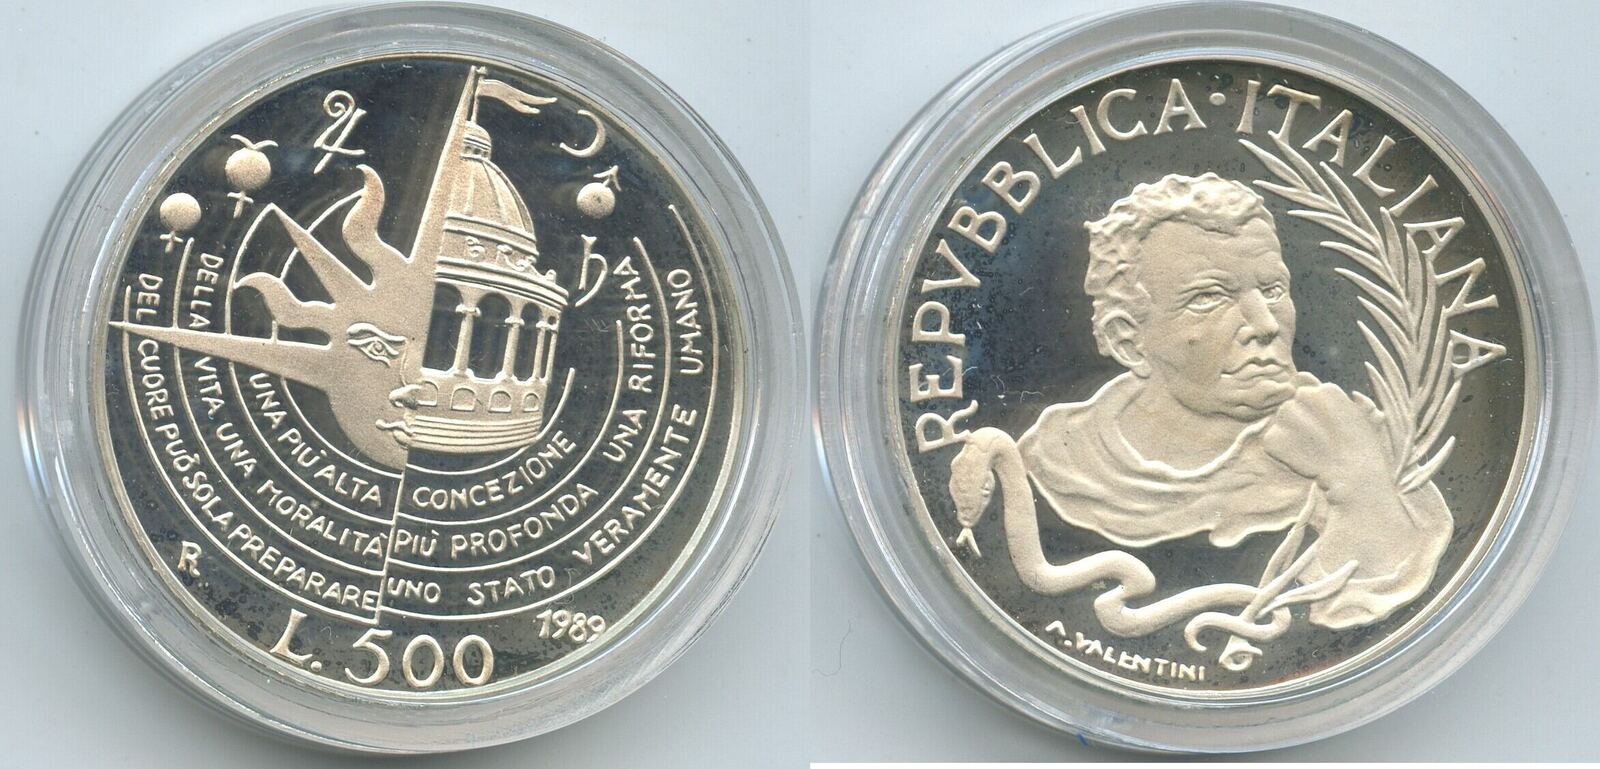 UNA PIÙ ALTA CONCEZIONE
DELLA VITA UNA MORALITÀ PIÙ PROFONDA UNA RIFORMA
DEL CUORE PUÒ SOLA PREPARARE UNO STATO VERAMENTE UMANO
R
L. 500
1989
REPVBBLICA · ITALIANA
A. VALENTINI